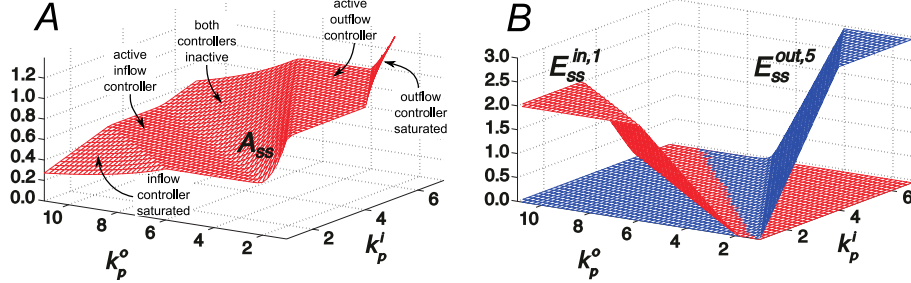 A
active
inflow
controller
both
controllers
inactive
active
outflow
controller
outflow
controller
saturated
A_ss
inflow
controller
saturated
1.2
1.0
0.8
0.6
0.4
0.2
0.0
10
8
6
4
2
k_p^o
2
4
6
k_p^i
B
E_ss^in,1
E_ss^out,5
3.0
2.5
2.0
1.5
1.0
0.5
0.0
10
8
6
4
2
k_p^o
2
4
6
k_p^i